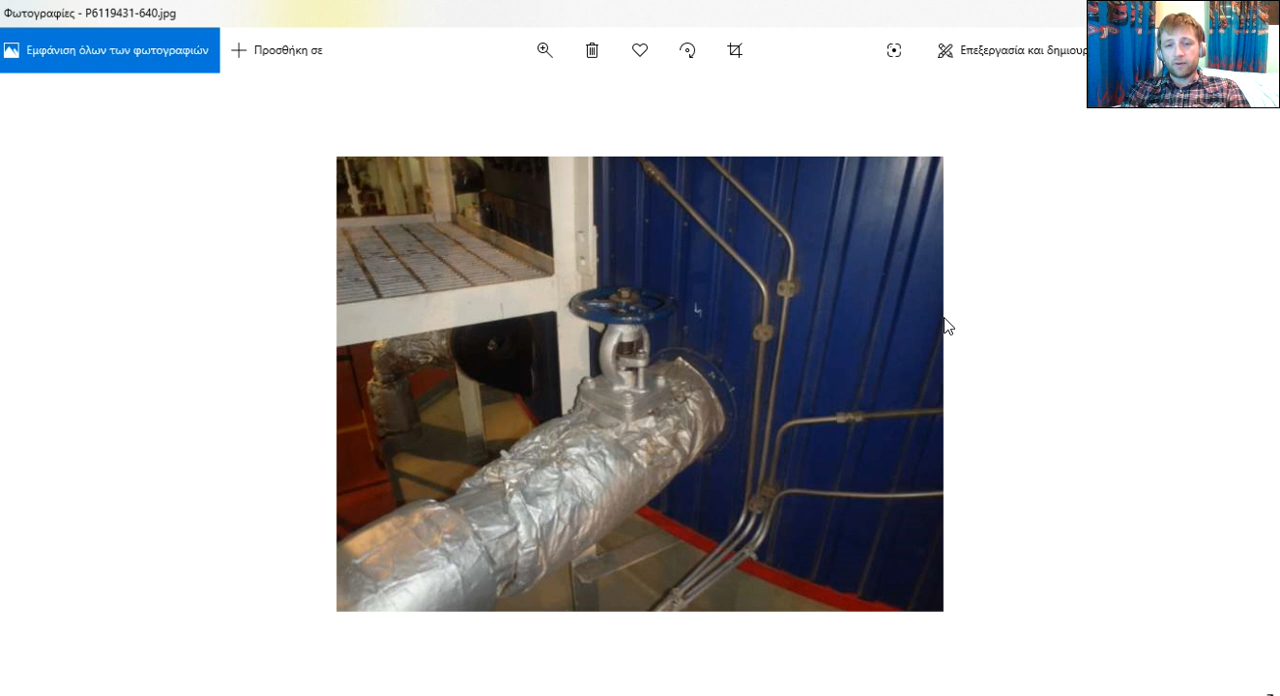 Φωτογραφίες - P6119431-640.jpg
Εμφάνιση όλων των φωτογραφιών
Προσθήκη σε
Επεξεργασία και δημιουρ